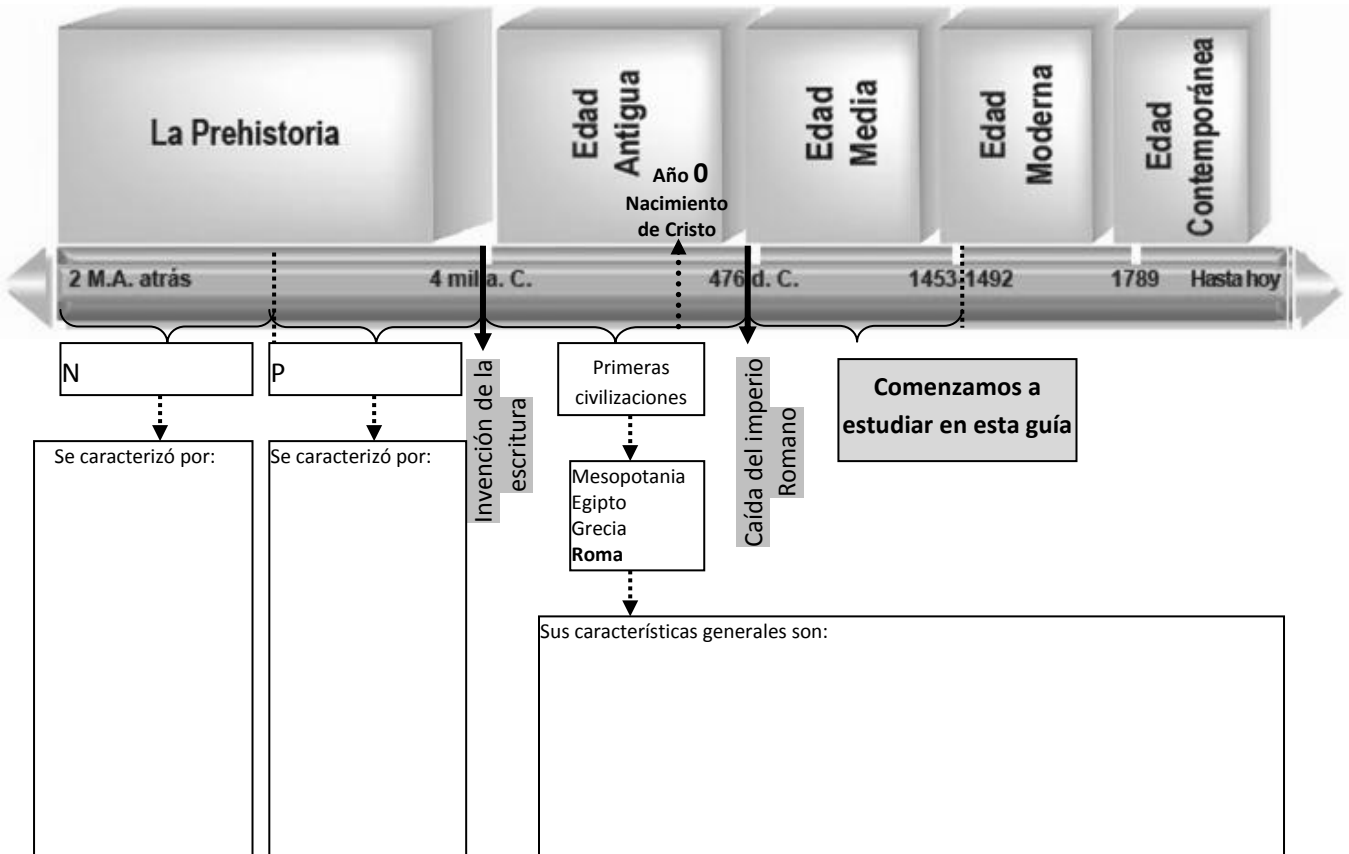 La Prehistoria
Edad
Antigua
Edad
Media
Edad
Moderna
Edad
Contemporánea
Año 0
Nacimiento
de Cristo
2 M.A. atrás
4 mil a. C.
476 d. C.
1453-1492
1789
Hasta hoy
N
P
Invención de la
escritura
Primeras
civilizaciones
Caída del imperio
Romano
Comenzamos a
estudiar en esta guía
Se caracterizó por:
Se caracterizó por:
Mesopotania
Egipto
Grecia
Roma
Sus características generales son: